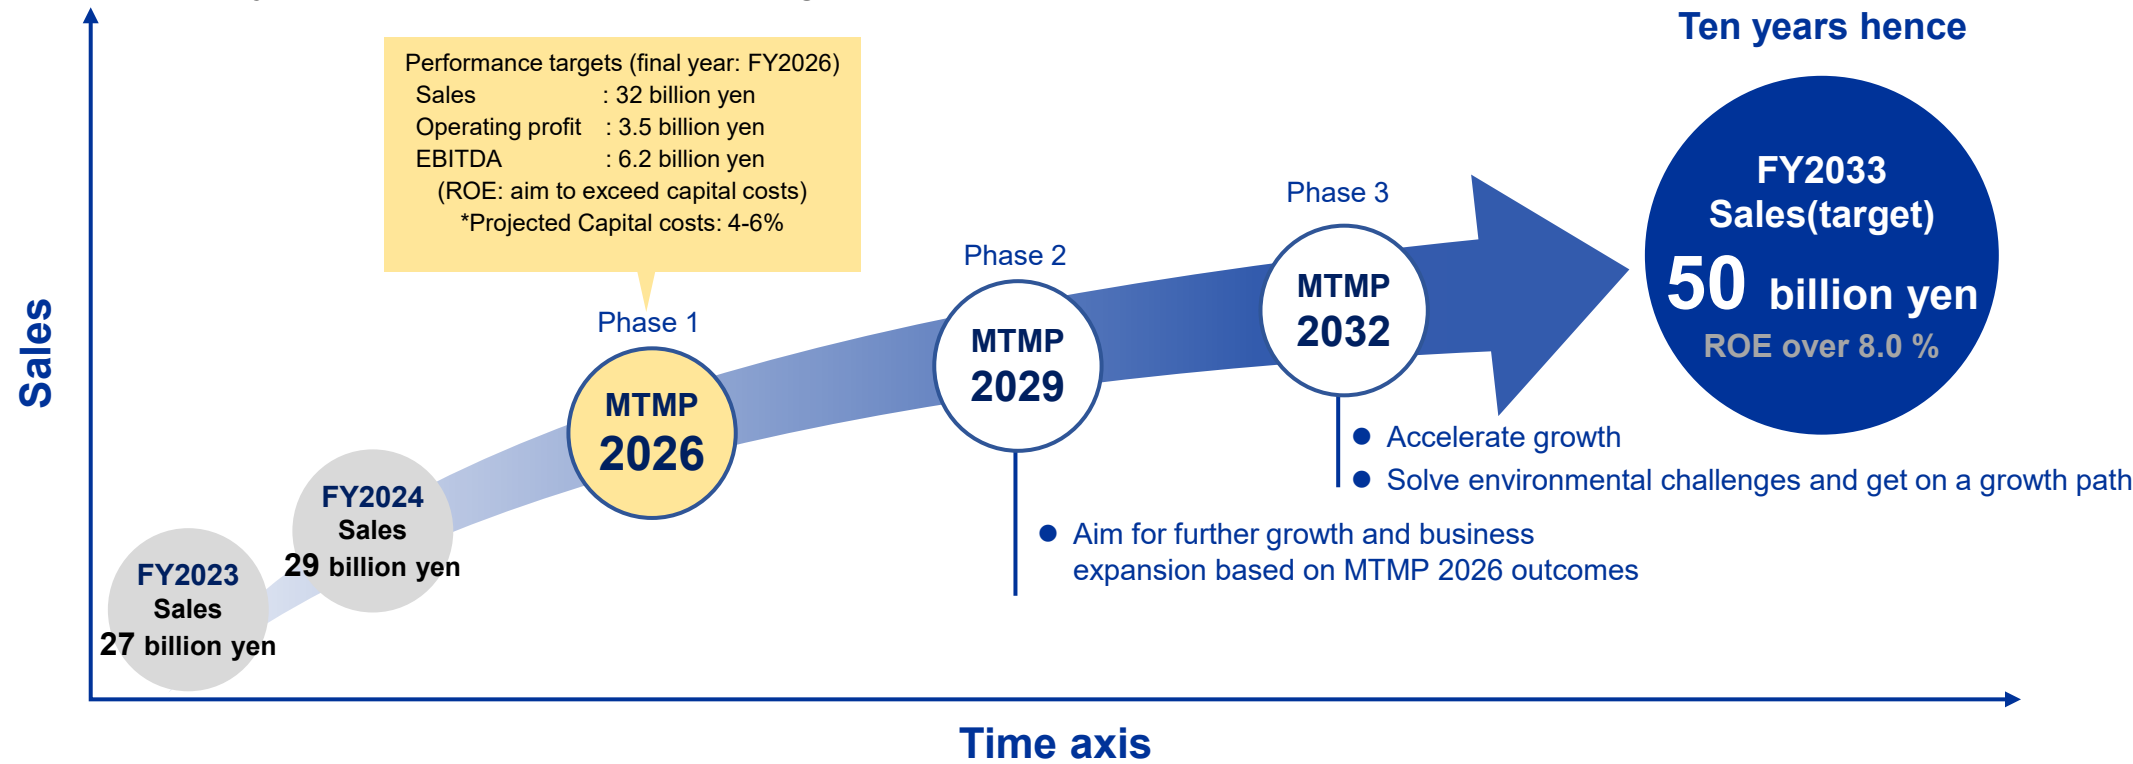 Ten years hence
Performance targets (final year: FY2026)
Sales : 32 billion yen
Operating profit : 3.5 billion yen
EBITDA : 6.2 billion yen
(ROE: aim to exceed capital costs)
*Projected Capital costs: 4-6%
Phase 1
MTMP
2026
Phase 2
MTMP
2029
Phase 3
MTMP
2032
FY2033
Sales(target)
50 billion yen
ROE over 8.0 %
Accelerate growth
Solve environmental challenges and get on a growth path
Aim for further growth and business
expansion based on MTMP 2026 outcomes
FY2024
Sales
29 billion yen
FY2023
Sales
27 billion yen
Sales
Time axis